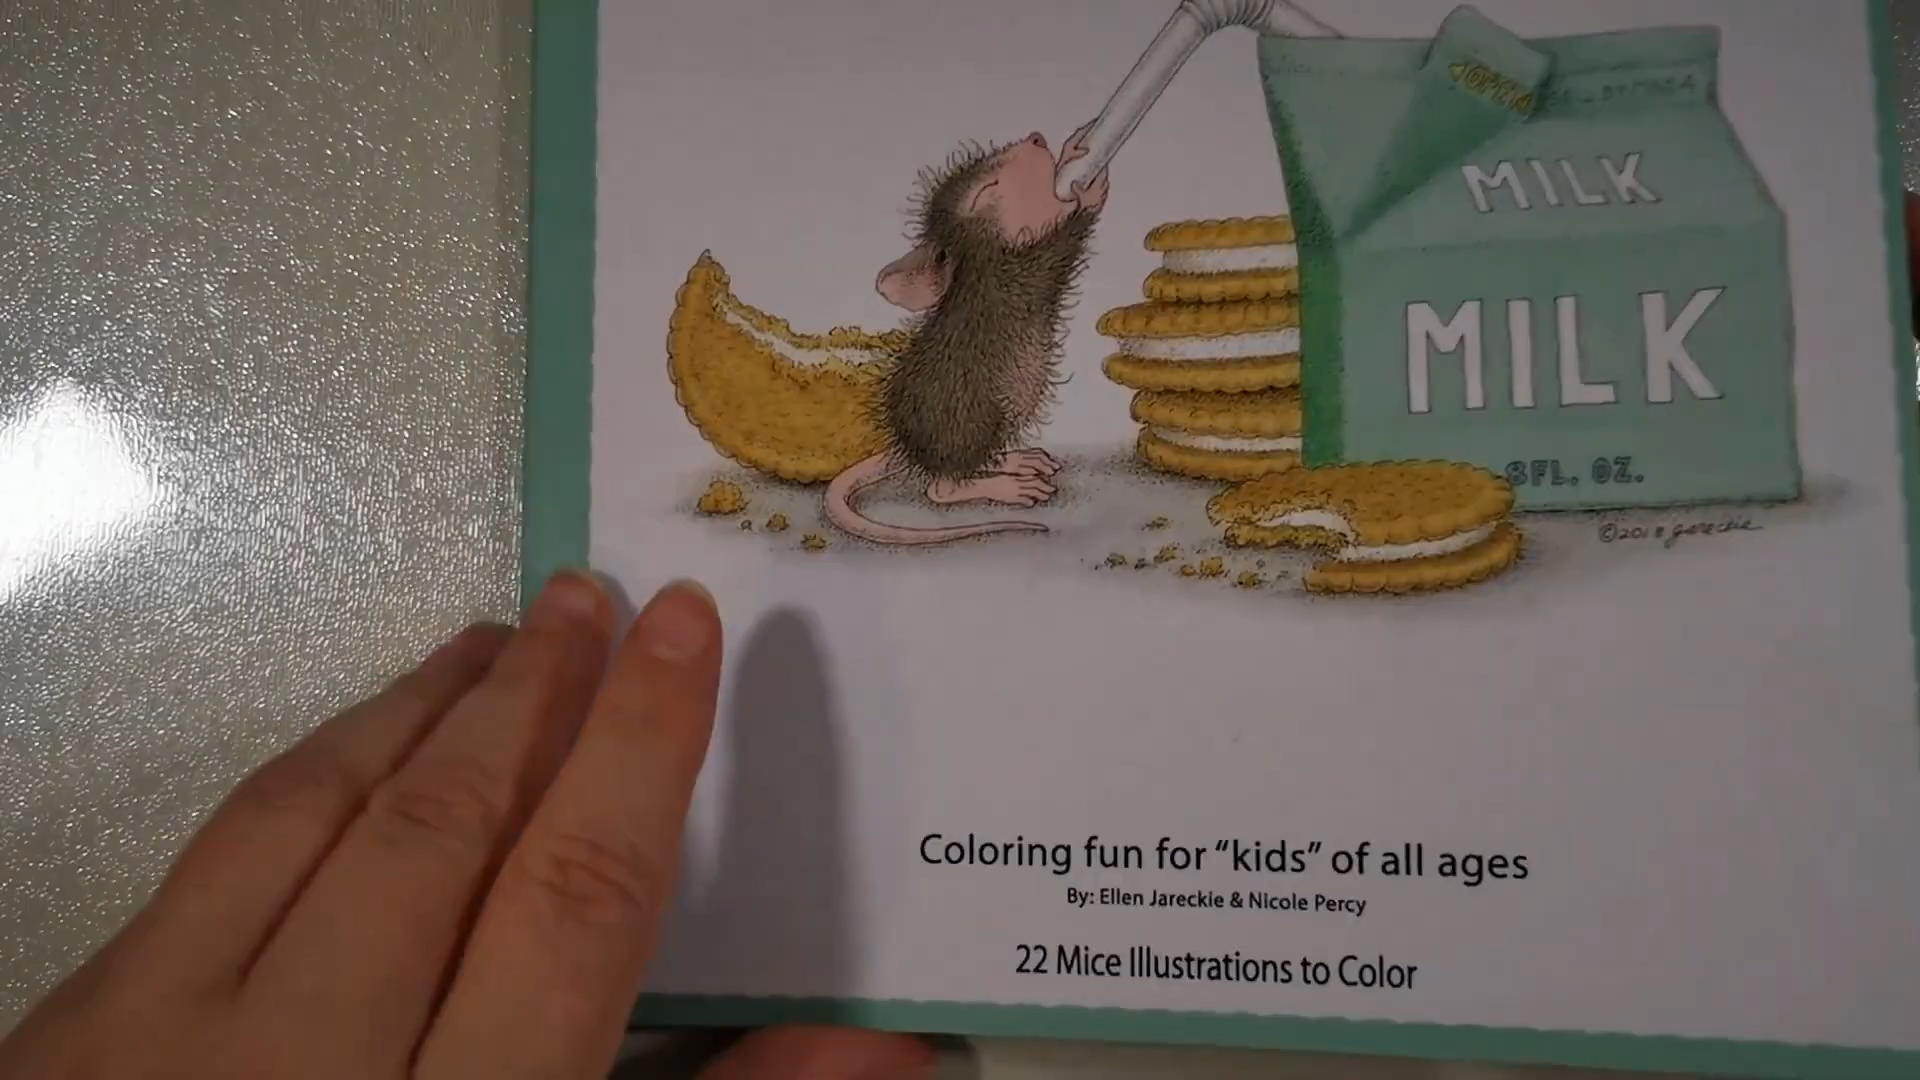 OPEN
MILK
MILK
8FL. OZ.
©2018 jareckie
Coloring fun for “kids” of all ages
By: Ellen Jareckie & Nicole Percy
22 Mice Illustrations to Color